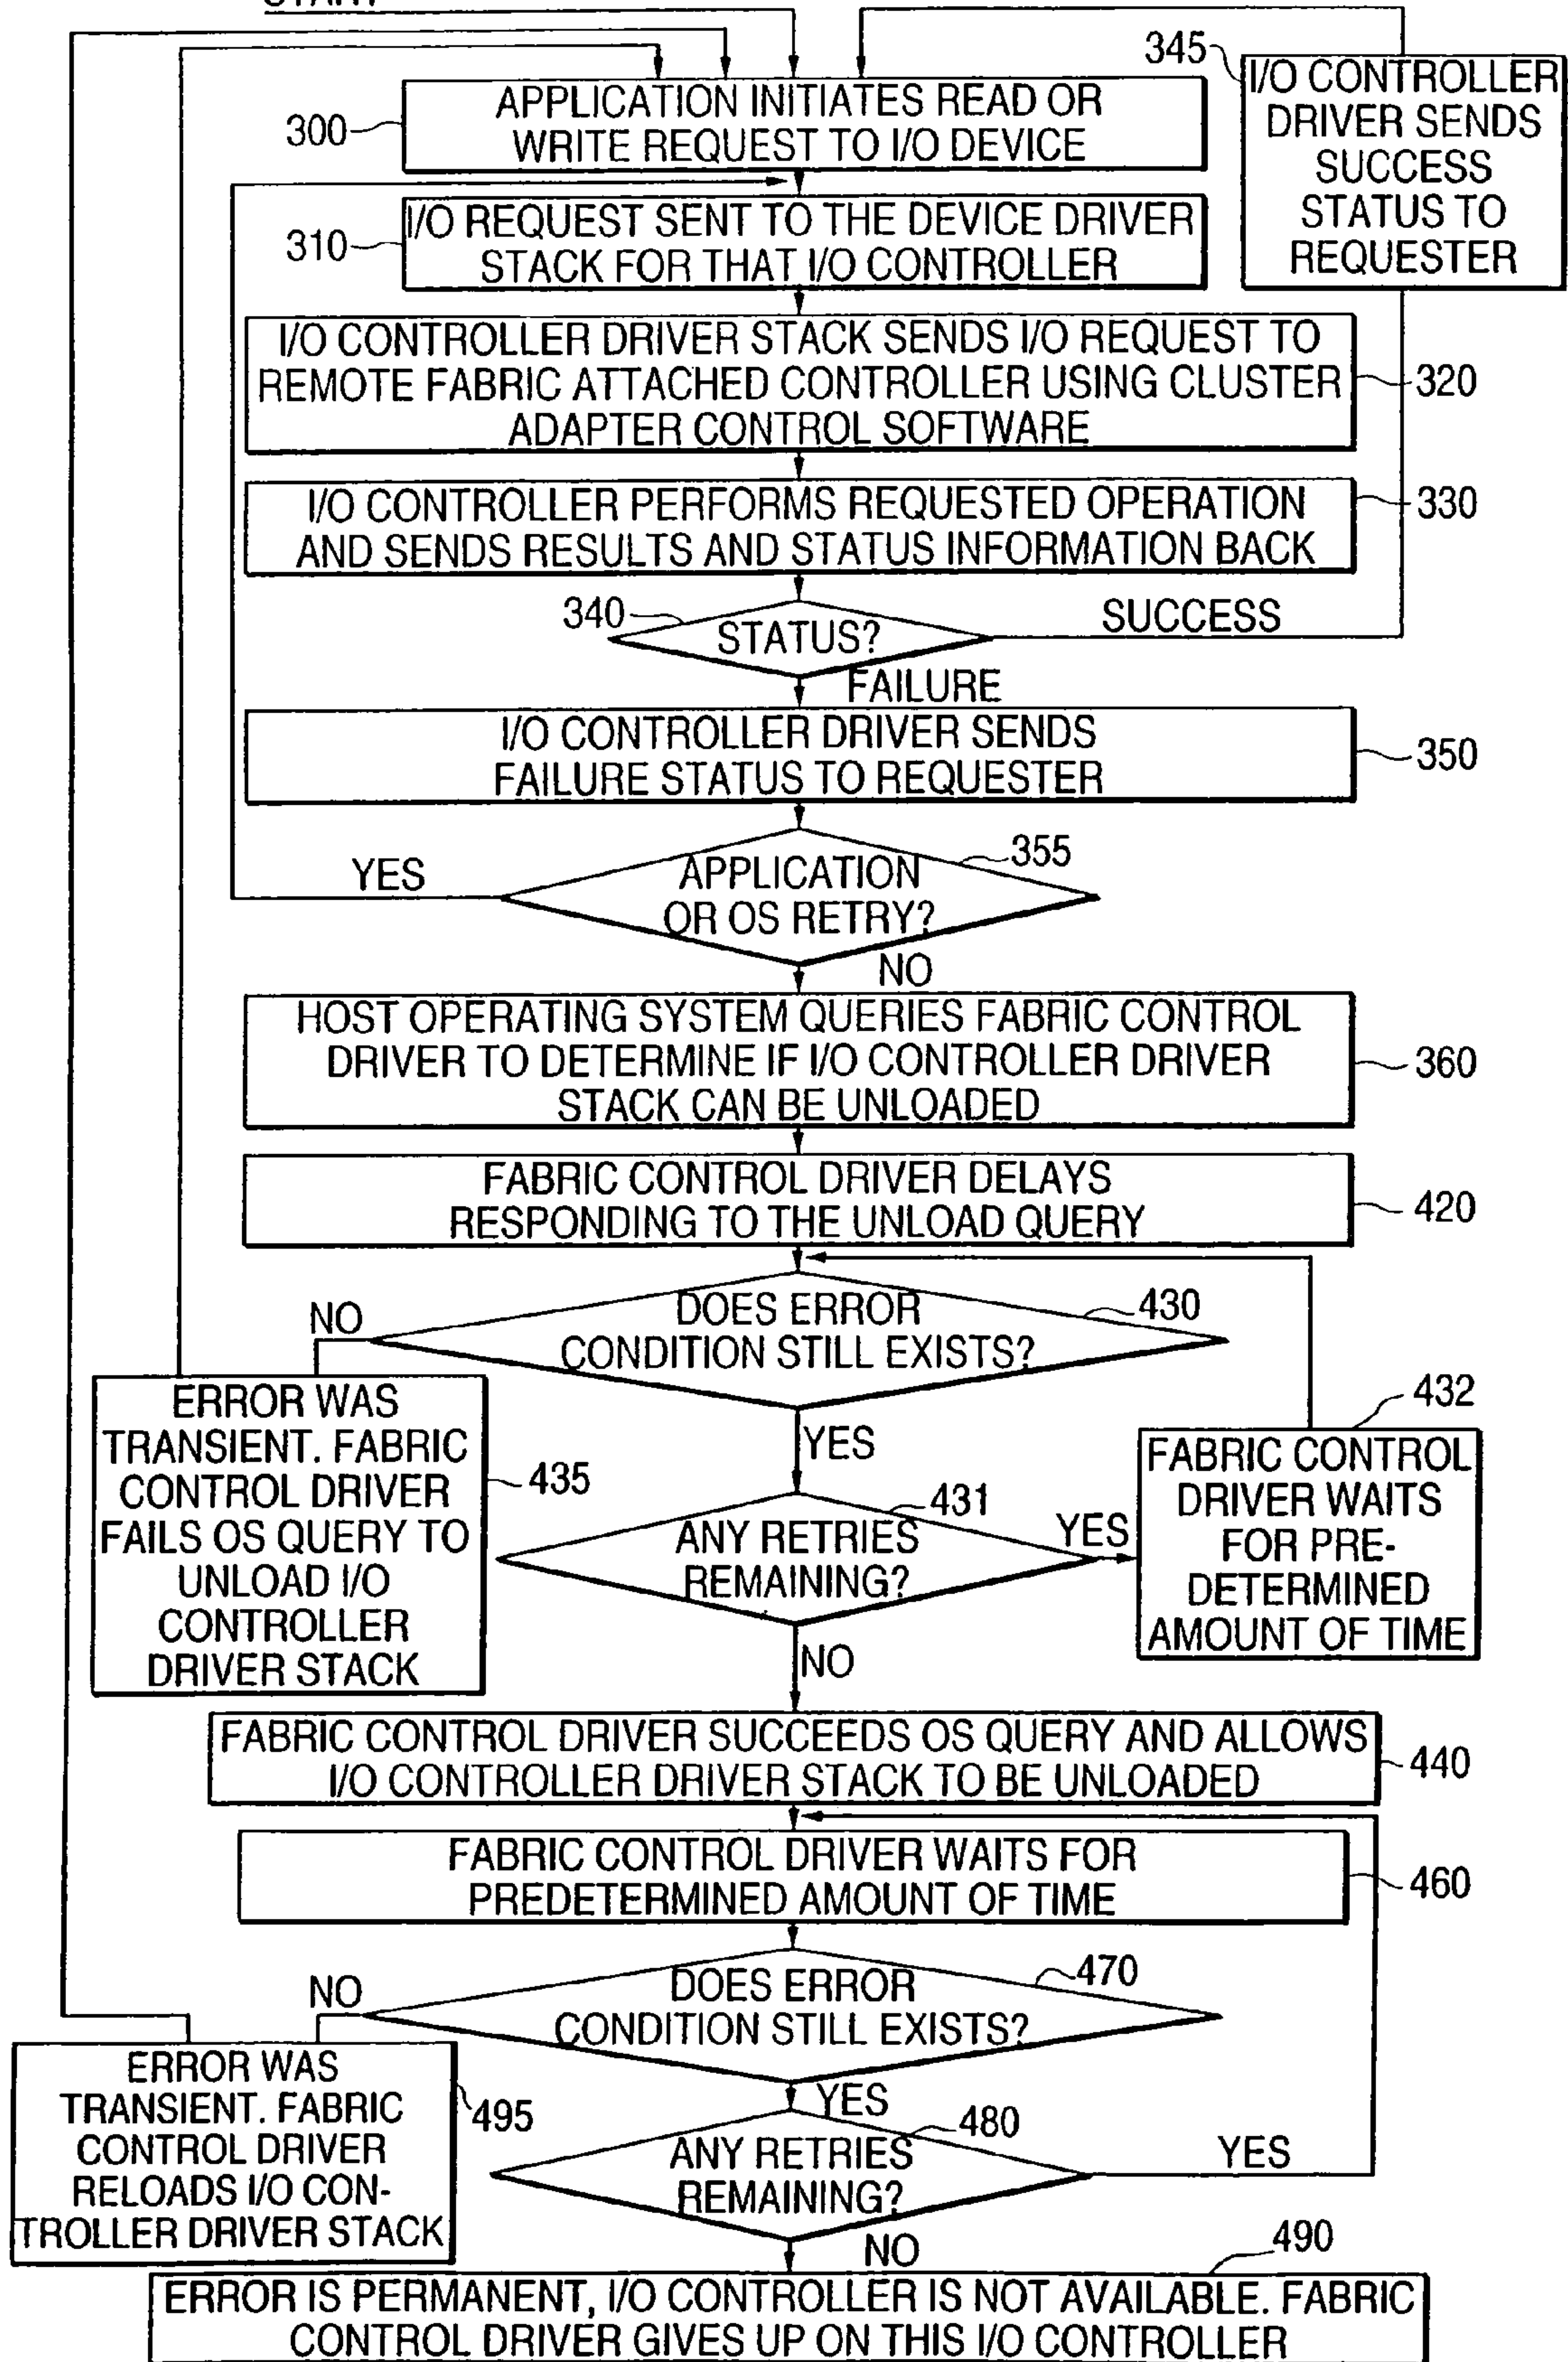 START
345
I/O CONTROLLER
DRIVER SENDS
SUCCESS
STATUS TO
REQUESTER
300
APPLICATION INITIATES READ OR
WRITE REQUEST TO I/O DEVICE
310
I/O REQUEST SENT TO THE DEVICE DRIVER
STACK FOR THAT I/O CONTROLLER
I/O CONTROLLER DRIVER STACK SENDS I/O REQUEST TO
REMOTE FABRIC ATTACHED CONTROLLER USING CLUSTER
ADAPTER CONTROL SOFTWARE
320
I/O CONTROLLER PERFORMS REQUESTED OPERATION
AND SENDS RESULTS AND STATUS INFORMATION BACK
330
340
STATUS?
SUCCESS
FAILURE
I/O CONTROLLER DRIVER SENDS
FAILURE STATUS TO REQUESTER
350
355
YES
APPLICATION
OR OS RETRY?
NO
HOST OPERATING SYSTEM QUERIES FABRIC CONTROL
DRIVER TO DETERMINE IF I/O CONTROLLER DRIVER
STACK CAN BE UNLOADED
360
FABRIC CONTROL DRIVER DELAYS
RESPONDING TO THE UNLOAD QUERY
420
NO
DOES ERROR
CONDITION STILL EXISTS?
430
ERROR WAS
TRANSIENT. FABRIC
CONTROL DRIVER
FAILS OS QUERY TO
UNLOAD I/O
CONTROLLER
DRIVER STACK
435
YES
431
ANY RETRIES
REMAINING?
YES
432
FABRIC CONTROL
DRIVER WAITS
FOR PRE-
DETERMINED
AMOUNT OF TIME
NO
FABRIC CONTROL DRIVER SUCCEEDS OS QUERY AND ALLOWS
I/O CONTROLLER DRIVER STACK TO BE UNLOADED
440
FABRIC CONTROL DRIVER WAITS FOR
PREDETERMINED AMOUNT OF TIME
460
NO
DOES ERROR
CONDITION STILL EXISTS?
470
ERROR WAS
TRANSIENT. FABRIC
CONTROL DRIVER
RELOADS I/O CON-
TROLLER DRIVER STACK
495
YES
480
ANY RETRIES
REMAINING?
YES
NO
490
ERROR IS PERMANENT, I/O CONTROLLER IS NOT AVAILABLE. FABRIC
CONTROL DRIVER GIVES UP ON THIS I/O CONTROLLER